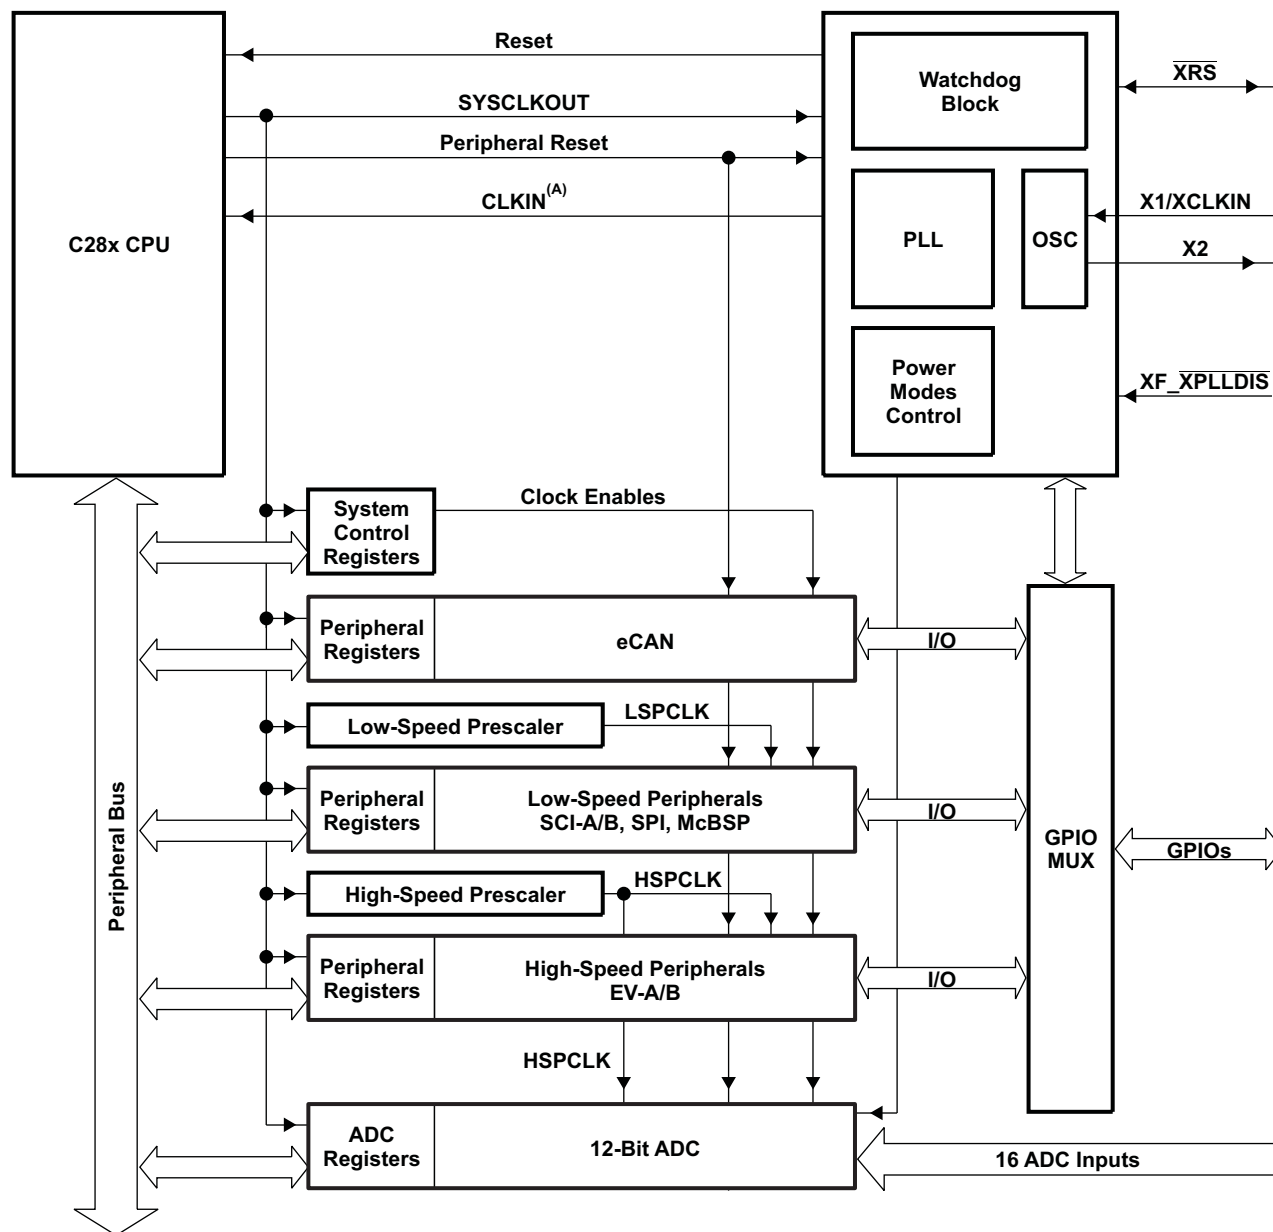 Reset
Watchdog
Block
XRS
SYSCLKOUT
Peripheral Reset
CLKIN(A)
C28x CPU
PLL
OSC
X1/XCLKIN
X2
Power
Modes
Control
XF_XPLLDIS
System
Control
Registers
Clock Enables
Peripheral
Registers
eCAN
I/O
Low-Speed Prescaler
LSPCLK
Peripheral Bus
Peripheral
Registers
Low-Speed Peripherals
SCI-A/B, SPI, McBSP
I/O
GPIO
MUX
GPIOs
High-Speed Prescaler
HSPCLK
Peripheral
Registers
High-Speed Peripherals
EV-A/B
I/O
HSPCLK
ADC
Registers
12-Bit ADC
16 ADC Inputs